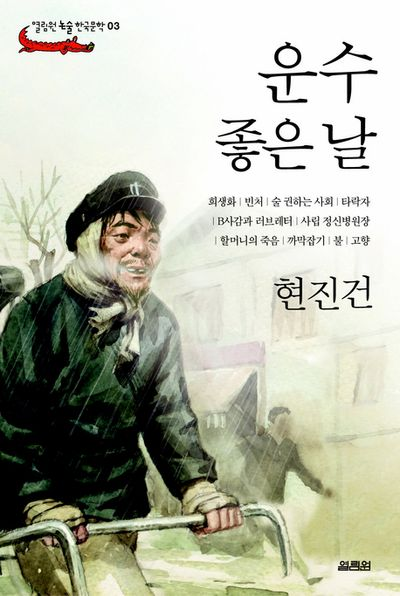 열림원 논술 한국문학 03
운수
좋은 날
희생화 | 빈처 | 술 권하는 사회 | 타락자
| B사감과 러브레터 | 사립 정신병원장
| 할머니의 죽음 | 까막잡기 | 불 | 고향
현진건
열림원